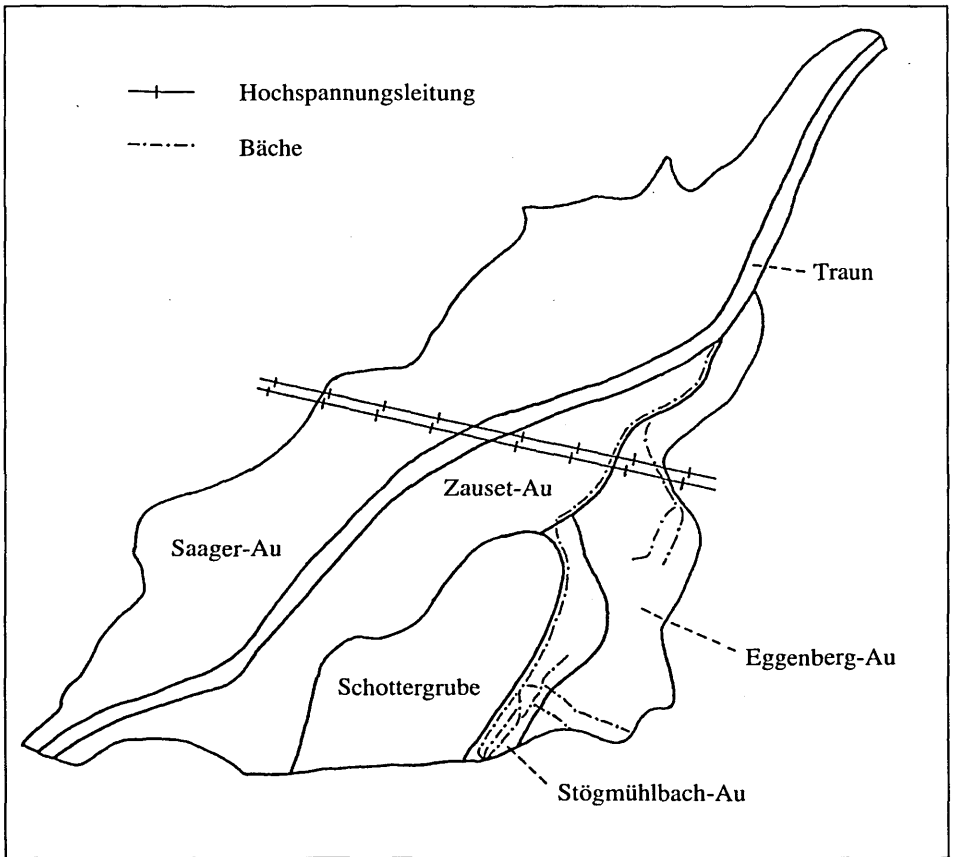 Hochspannungsleitung
Bäche
Traun
Zauset-Au
Saager-Au
Eggenberg-Au
Schottergrube
Stögmühlbach-Au